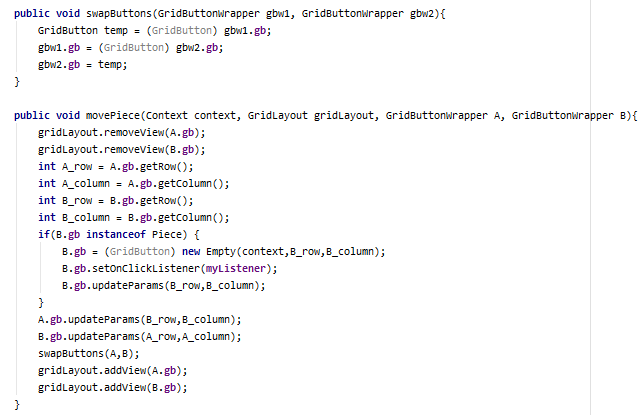 public void swapButtons(GridButtonWrapper gbw1, GridButtonWrapper gbw2){
    GridButton temp = (GridButton) gbw1.gb;
    gbw1.gb = (GridButton) gbw2.gb;
    gbw2.gb = temp;
}

public void movePiece(Context context, GridLayout gridLayout, GridButtonWrapper A, GridButtonWrapper B){
    gridLayout.removeView(A.gb);
    gridLayout.removeView(B.gb);
    int A_row = A.gb.getRow();
    int A_column = A.gb.getColumn();
    int B_row = B.gb.getRow();
    int B_column = B.gb.getColumn();
    if(B.gb instanceof Piece) {
        B.gb = (GridButton) new Empty(context,B_row,B_column);
        B.gb.setOnClickListener(myListener);
        B.gb.updateParams(B_row,B_column);
    }
    A.gb.updateParams(B_row,B_column);
    B.gb.updateParams(A_row,A_column);
    swapButtons(A,B);
    gridLayout.addView(A.gb);
    gridLayout.addView(B.gb);
}